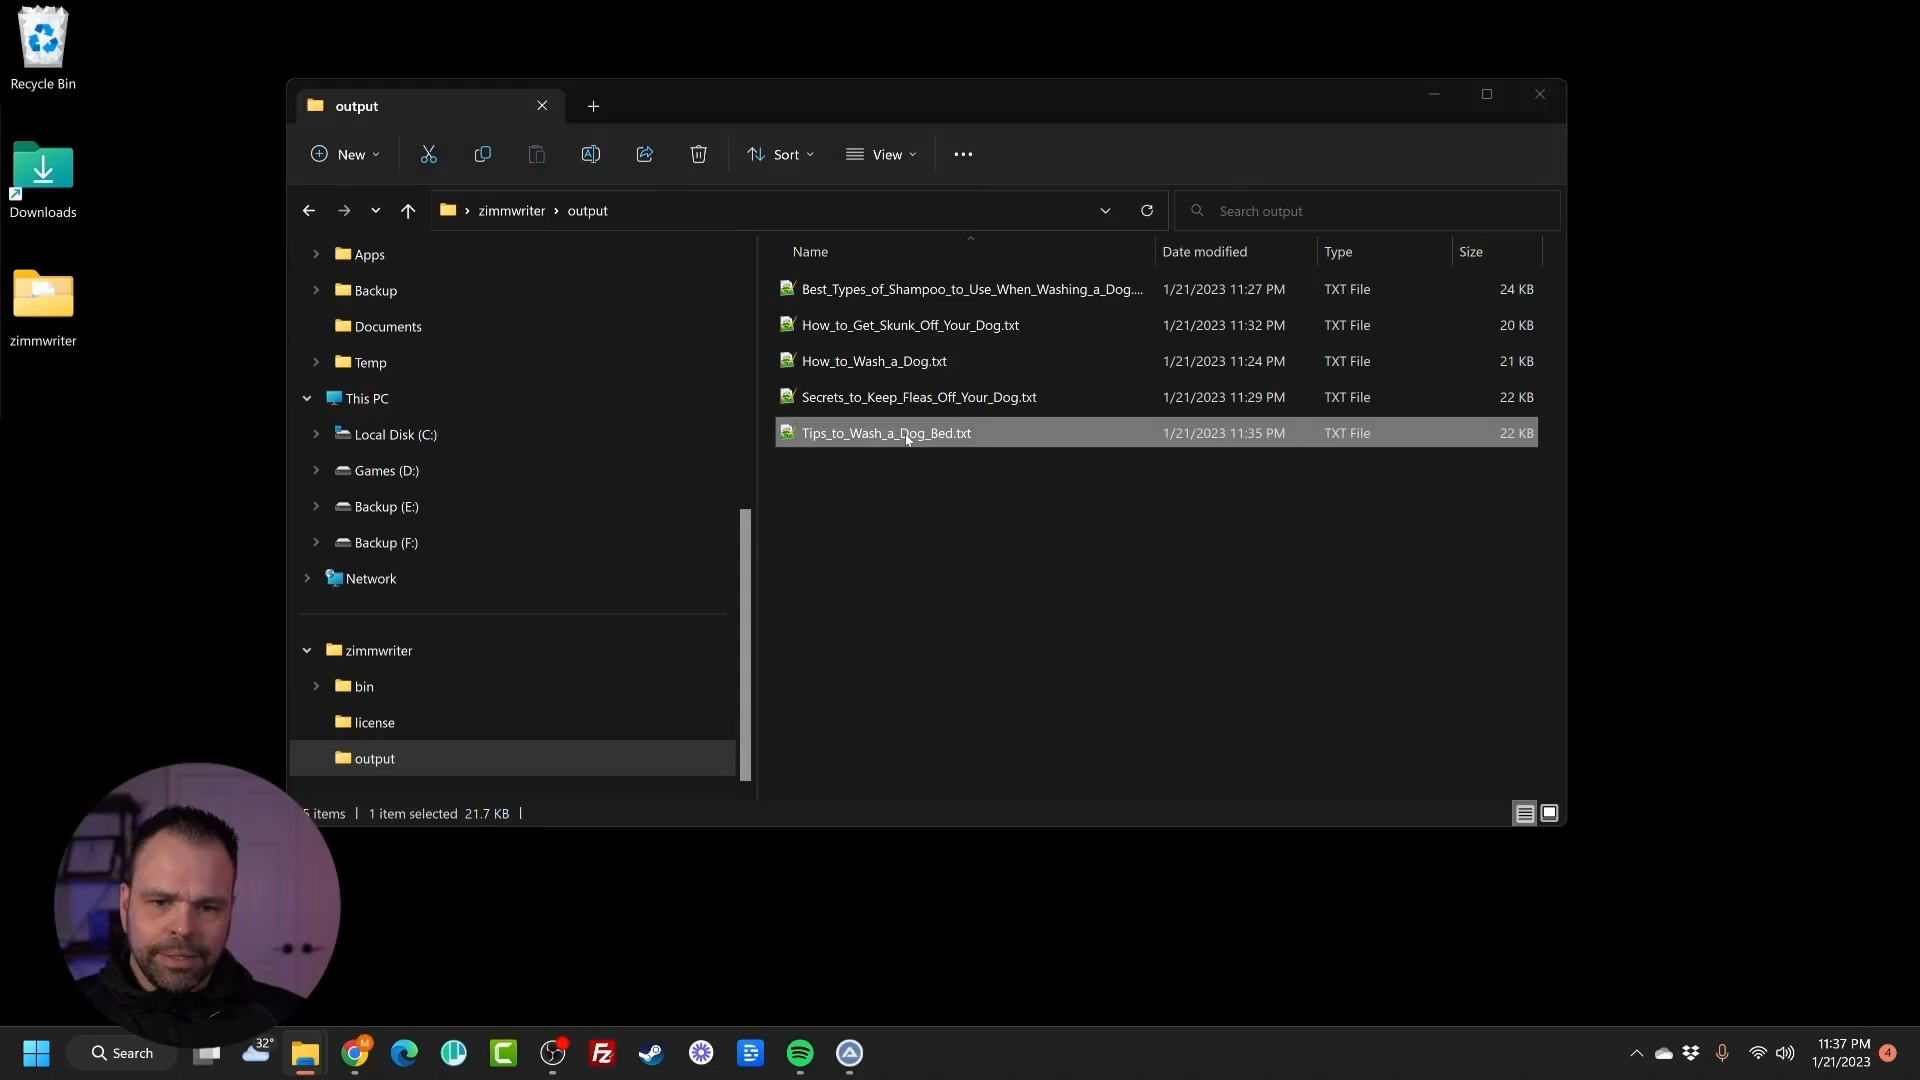 Recycle Bin
Downloads
zimmwriter
output
New
Sort
View
zimmwriter › output
Search output
Name Date modified Type Size
Best_Types_of_Shampoo_to_Use_When_Washing_a_Dog.... 1/21/2023 11:27 PM TXT File 24 KB
How_to_Get_Skunk_Off_Your_Dog.txt 1/21/2023 11:32 PM TXT File 20 KB
How_to_Wash_a_Dog.txt 1/21/2023 11:24 PM TXT File 21 KB
Secrets_to_Keep_Fleas_Off_Your_Dog.txt 1/21/2023 11:29 PM TXT File 22 KB
Tips_to_Wash_a_Dog_Bed.txt 1/21/2023 11:35 PM TXT File 22 KB
Apps
Backup
Documents
Temp
This PC
Local Disk (C:)
Games (D:)
Backup (E:)
Backup (F:)
Network
zimmwriter
bin
license
output
5 items | 1 item selected 21.7 KB |
Search
32°
M
Fz
11:37 PM
1/21/2023
4